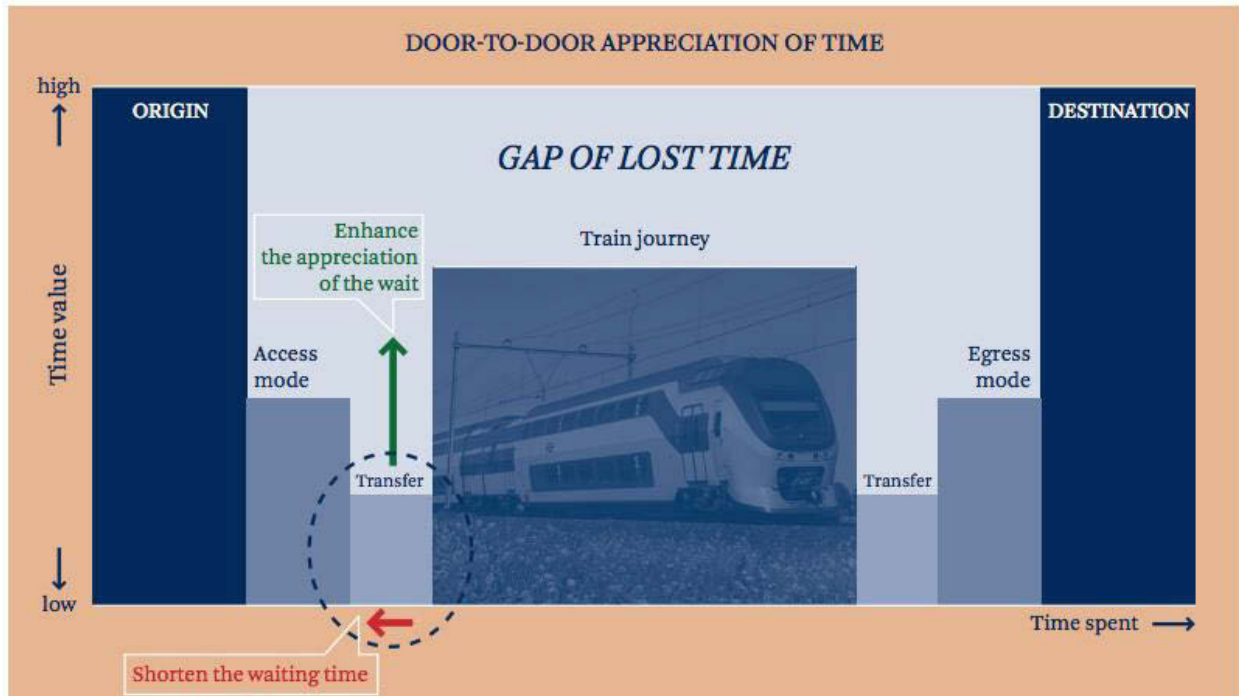 DOOR-TO-DOOR APPRECIATION OF TIME
high
ORIGIN
DESTINATION
GAP OF LOST TIME
Enhance
the appreciation
of the wait
Train journey
Time value
Access
mode
Egress
mode
Transfer
Transfer
low
Time spent
Shorten the waiting time